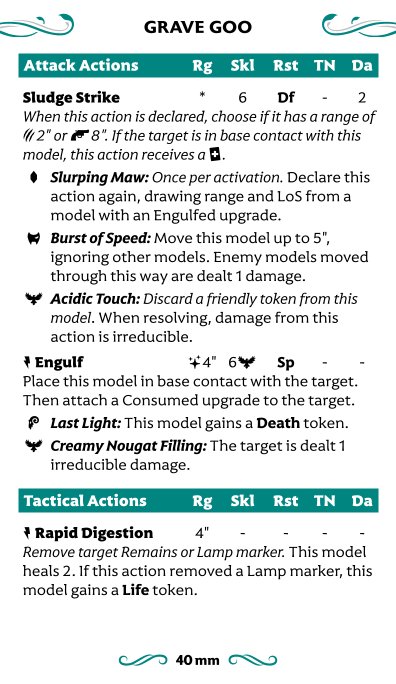 GRAVE GOO
Attack Actions Rg Skl Rst TN Da
Sludge Strike * 6 Df - 2
When this action is declared, choose if it has a range of
2" or 8". If the target is in base contact with this
model, this action receives a .
Slurping Maw: Once per activation. Declare this
action again, drawing range and LoS from a
model with an Engulfed upgrade.
Burst of Speed: Move this model up to 5",
ignoring other models. Enemy models moved
through this way are dealt 1 damage.
Acidic Touch: Discard a friendly token from this
model. When resolving, damage from this
action is irreducible.
Engulf 4" 6 Sp - -
Place this model in base contact with the target.
Then attach a Consumed upgrade to the target.
Last Light: This model gains a Death token.
Creamy Nougat Filling: The target is dealt 1
irreducible damage.
Tactical Actions Rg Skl Rst TN Da
Rapid Digestion 4" - - - -
Remove target Remains or Lamp marker. This model
heals 2. If this action removed a Lamp marker, this
model gains a Life token.
40 mm